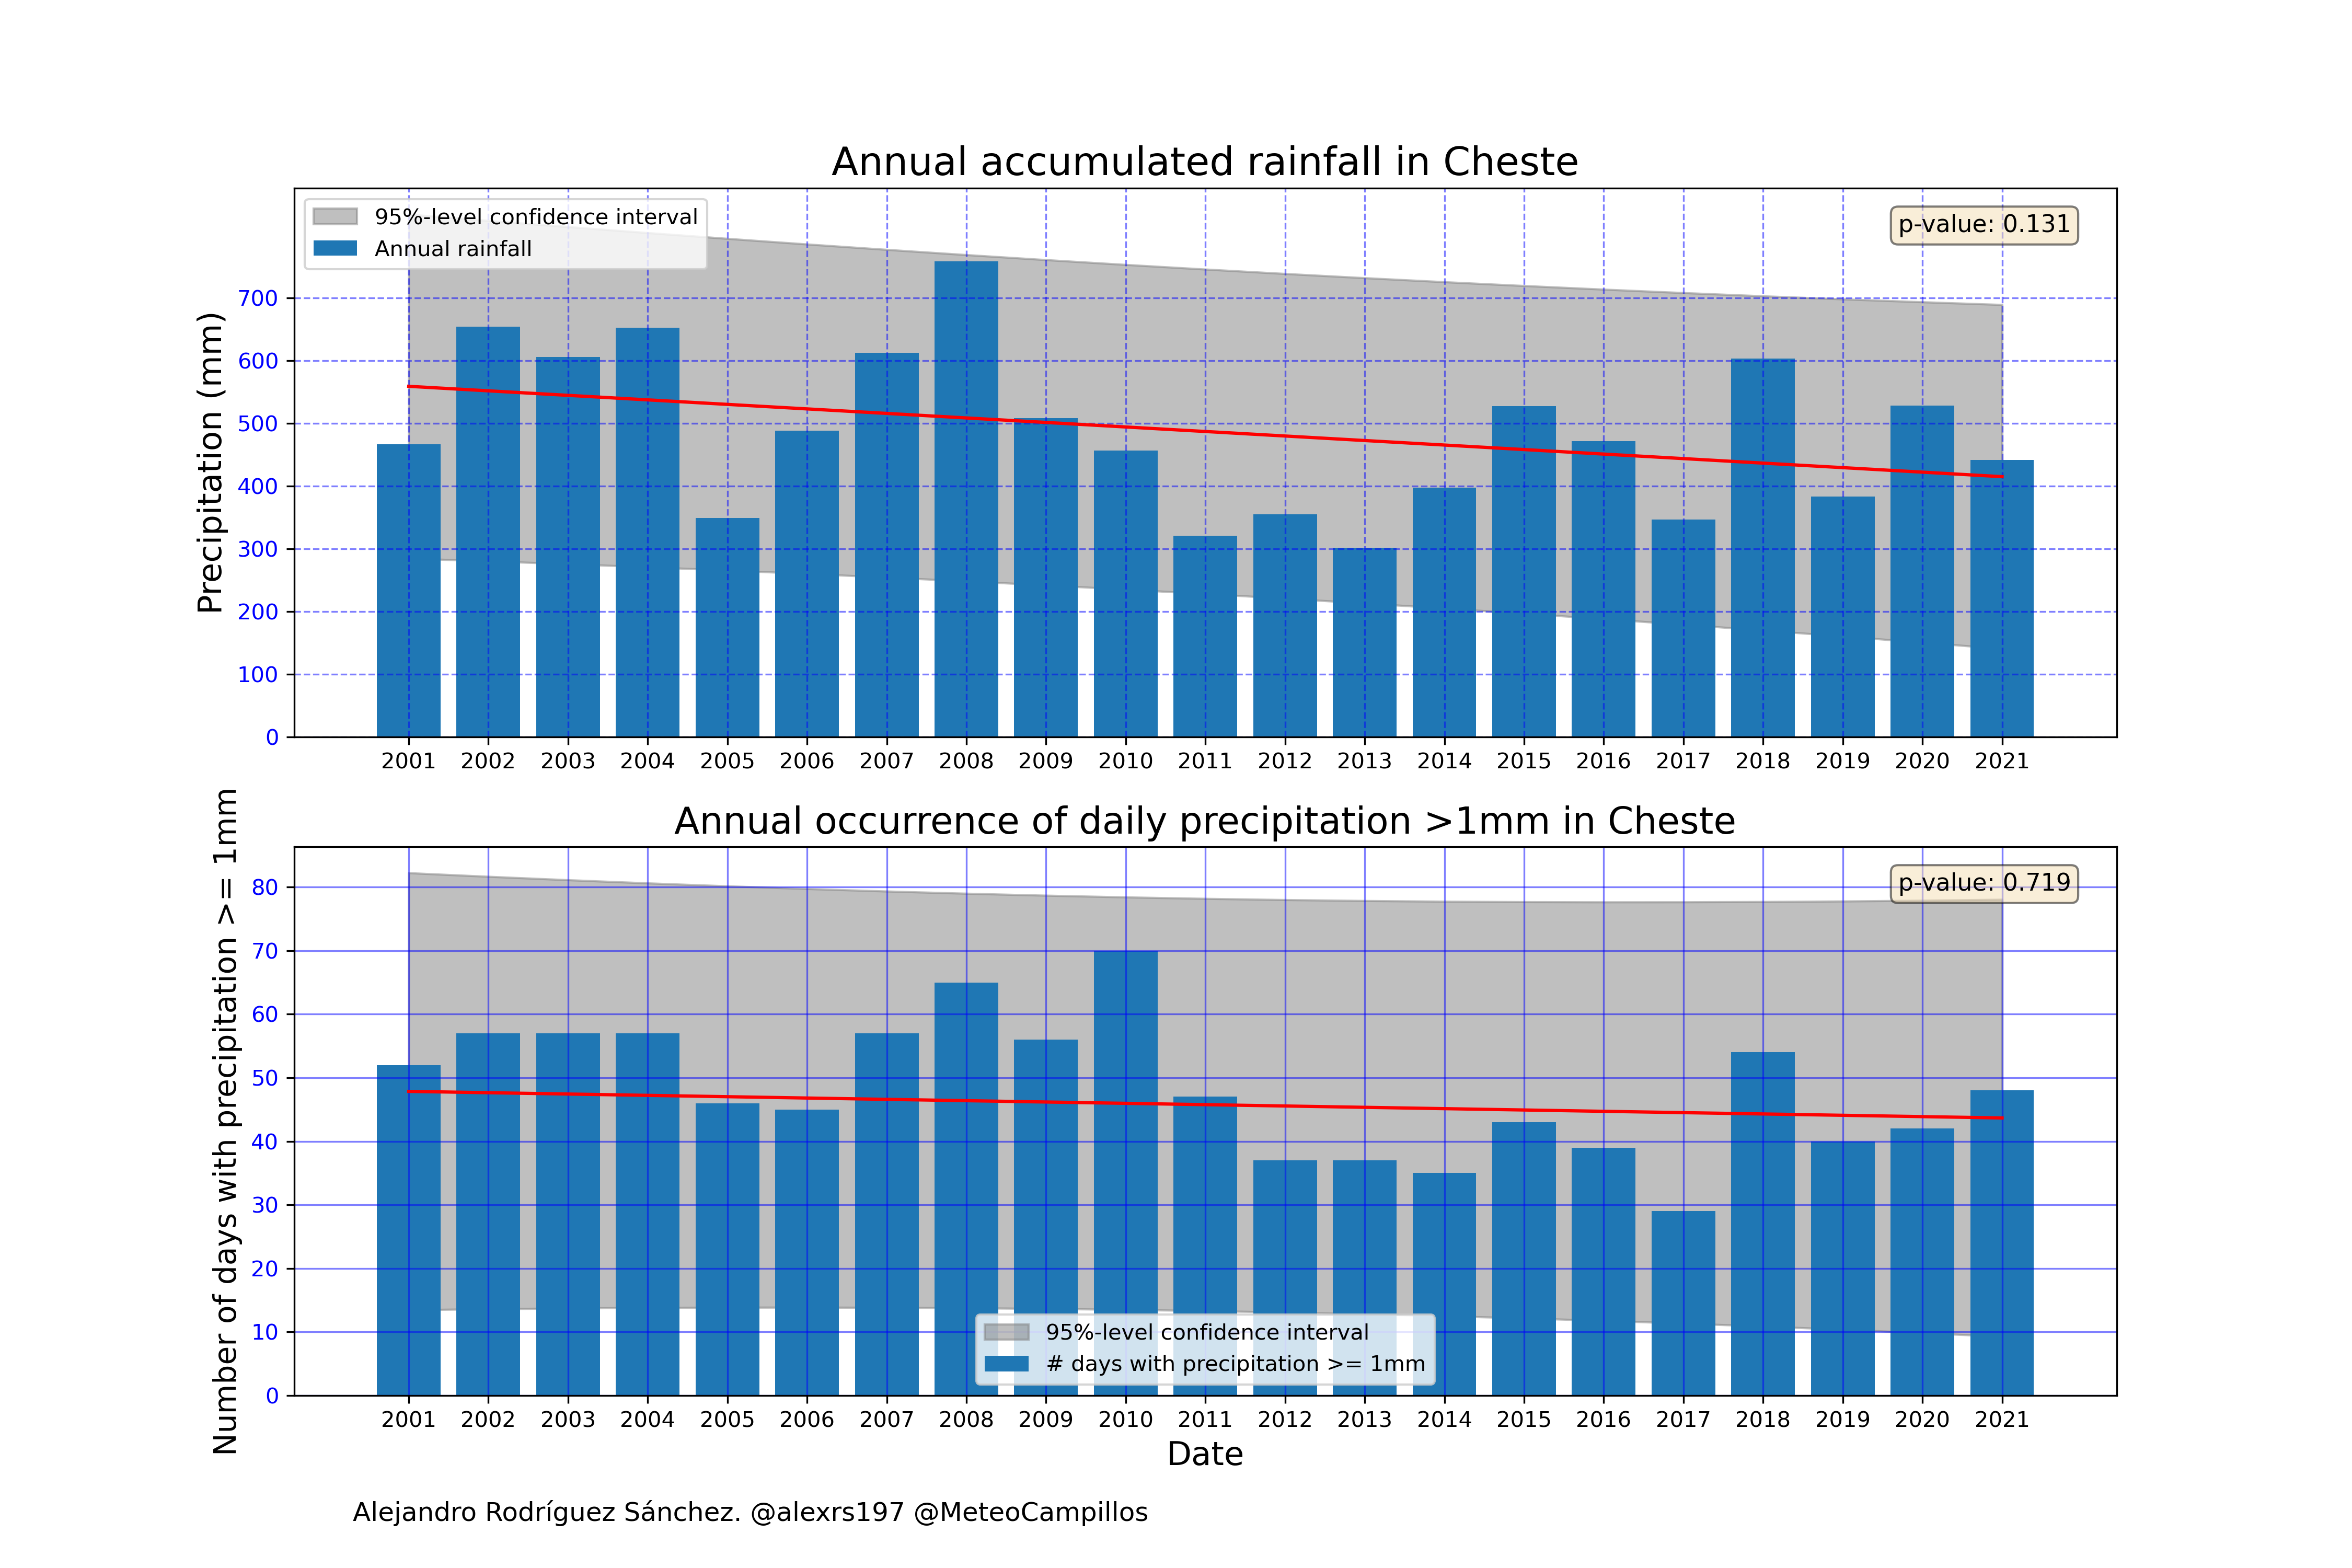 Annual accumulated rainfall in Cheste
95%-level confidence interval
Annual rainfall
p-value: 0.131
Precipitation (mm)
700
600
500
400
300
200
100
0
2001 2002 2003 2004 2005 2006 2007 2008 2009 2010 2011 2012 2013 2014 2015 2016 2017 2018 2019 2020 2021
Annual occurrence of daily precipitation >1mm in Cheste
p-value: 0.719
Number of days with precipitation >= 1mm
80
70
60
50
40
30
20
10
0
95%-level confidence interval
# days with precipitation >= 1mm
2001 2002 2003 2004 2005 2006 2007 2008 2009 2010 2011 2012 2013 2014 2015 2016 2017 2018 2019 2020 2021
Date
Alejandro Rodríguez Sánchez. @alexrs197 @MeteoCampillos